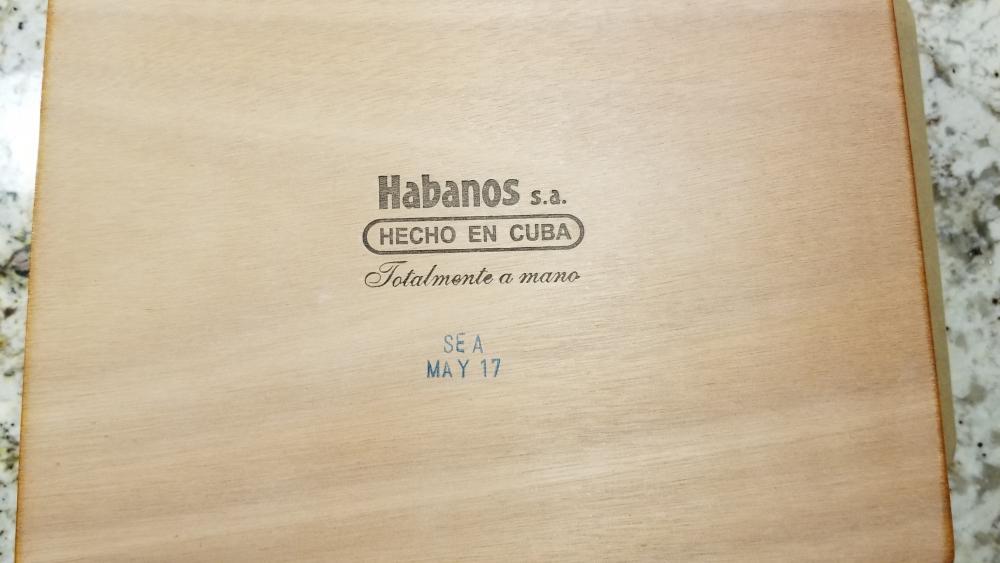 Habanos s.a.
HECHO EN CUBA
Totalmente a mano
SEA
MAY 17